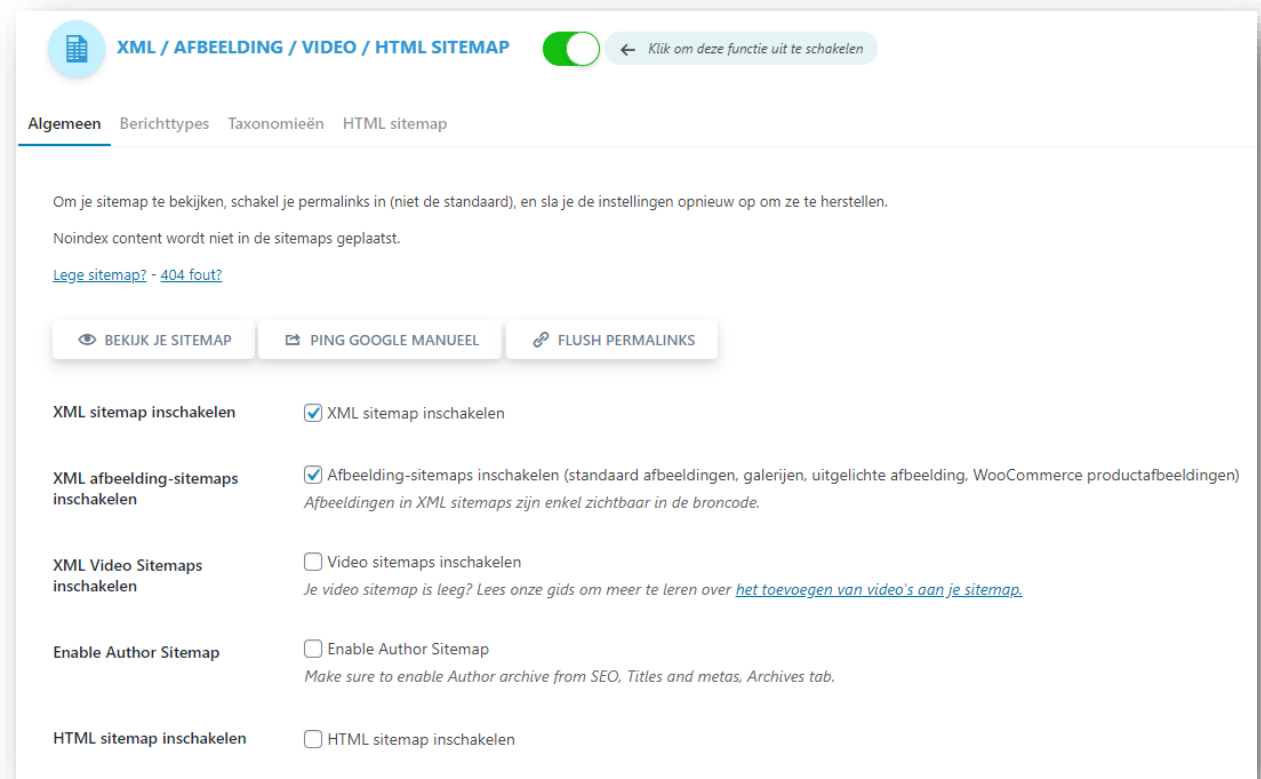 XML / AFBEELDING / VIDEO / HTML SITEMAP
← Klik om deze functie uit te schakelen
Algemeen Berichttypes Taxonomieën HTML sitemap
Om je sitemap te bekijken, schakel je permalinks in (niet de standaard), en sla je de instellingen opnieuw op om ze te herstellen.
Noindex content wordt niet in de sitemaps geplaatst.
Lege sitemap? - 404 fout?
BEKIJK JE SITEMAP PING GOOGLE MANUEEL FLUSH PERMALINKS
XML sitemap inschakelen XML sitemap inschakelen
XML afbeelding-sitemaps
inschakelen
Afbeelding-sitemaps inschakelen (standaard afbeeldingen, galerijen, uitgelichte afbeelding, WooCommerce productafbeeldingen)
Afbeeldingen in XML sitemaps zijn enkel zichtbaar in de broncode.
XML Video Sitemaps
inschakelen
Video sitemaps inschakelen
Je video sitemap is leeg? Lees onze gids om meer te leren over het toevoegen van video's aan je sitemap.
Enable Author Sitemap Enable Author Sitemap
Make sure to enable Author archive from SEO, Titles and metas, Archives tab.
HTML sitemap inschakelen HTML sitemap inschakelen